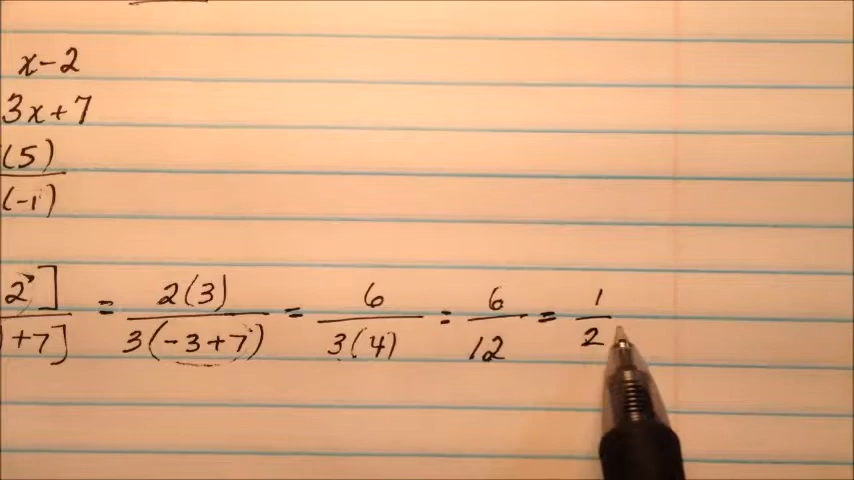 x-2
3x+7
(5)
(-1)
2] = 2(3) = 6 = 6 = 1
+7] 3(-3+7) 3(4) 12 2